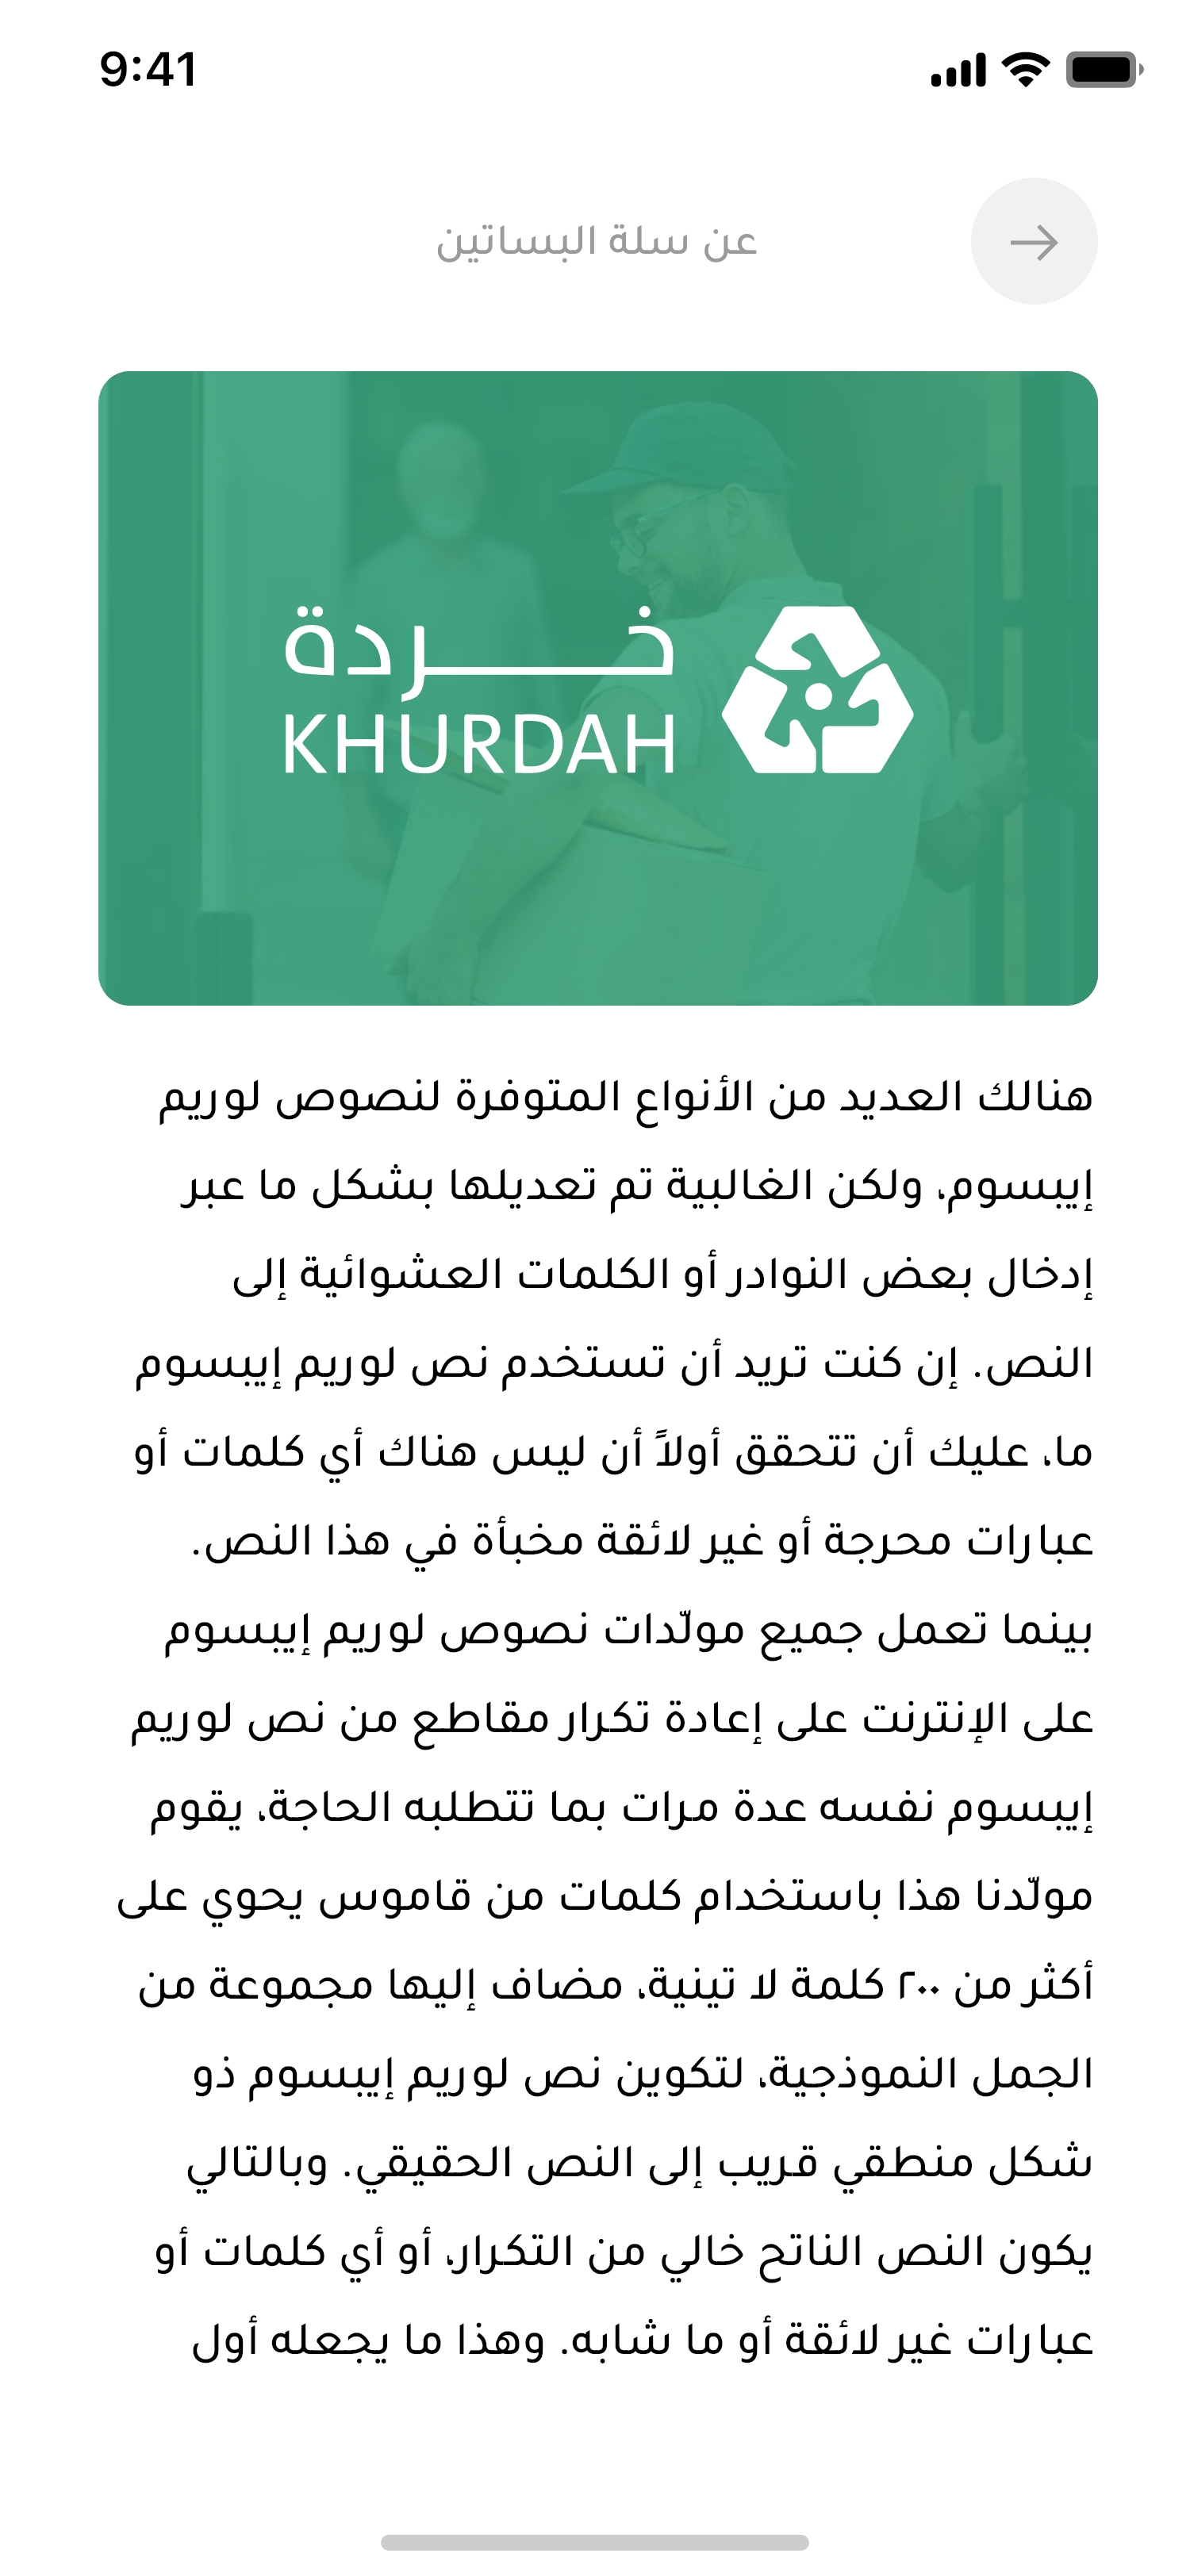 9:41
عن سلة البساتين
خـــردة
KHURDAH
هنالك العديد من الأنواع المتوفرة لنصوص لوريم
إيبسوم، ولكن الغالبية تم تعديلها بشكل ما عبر
إدخال بعض النوادر أو الكلمات العشوائية إلى
النص. إن كنت تريد أن تستخدم نص لوريم إيبسوم
ما، عليك أن تتحقق أولاً أن ليس هناك أي كلمات أو
عبارات محرجة أو غير لائقة مخبأة في هذا النص.
بينما تعمل جميع مولّدات نصوص لوريم إيبسوم
على الإنترنت على إعادة تكرار مقاطع من نص لوريم
إيبسوم نفسه عدة مرات بما تتطلبه الحاجة، يقوم
مولّدنا هذا باستخدام كلمات من قاموس يحوي على
أكثر من ٢٠٠ كلمة لا تينية، مضاف إليها مجموعة من
الجمل النموذجية، لتكوين نص لوريم إيبسوم ذو
شكل منطقي قريب إلى النص الحقيقي. وبالتالي
يكون النص الناتح خالي من التكرار، أو أي كلمات أو
عبارات غير لائقة أو ما شابه. وهذا ما يجعله أول